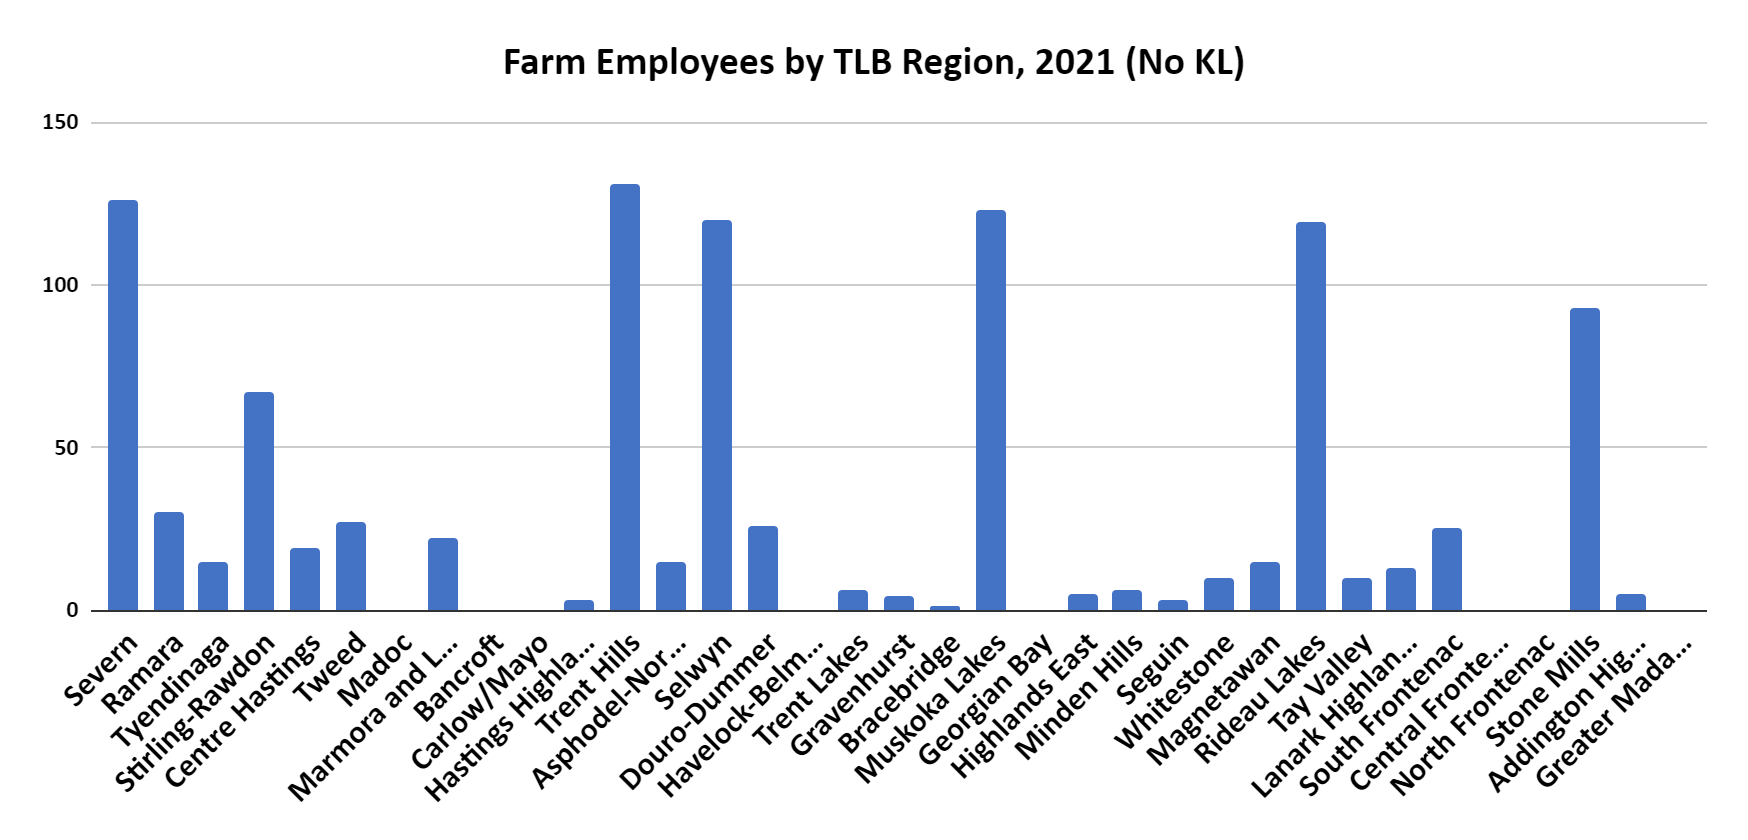 Farm Employees by TLB Region, 2021 (No KL)
150
100
50
0
Severn
Ramara
Tyendinaga
Stirling-Rawdon
Centre Hastings
Tweed
Madoc
Marmora and L...
Bancroft
Carlow/Mayo
Hastings Highla...
Trent Hills
Asphodel-Nor...
Selwyn
Douro-Dummer
Havelock-Belm...
Trent Lakes
Gravenhurst
Bracebridge
Muskoka Lakes
Georgian Bay
Highlands East
Minden Hills
Seguin
Whitestone
Magnetawan
Rideau Lakes
Tay Valley
Lanark Highlan...
South Frontenac
Central Fronte...
North Frontenac
Stone Mills
Addington Hig...
Greater Mada...